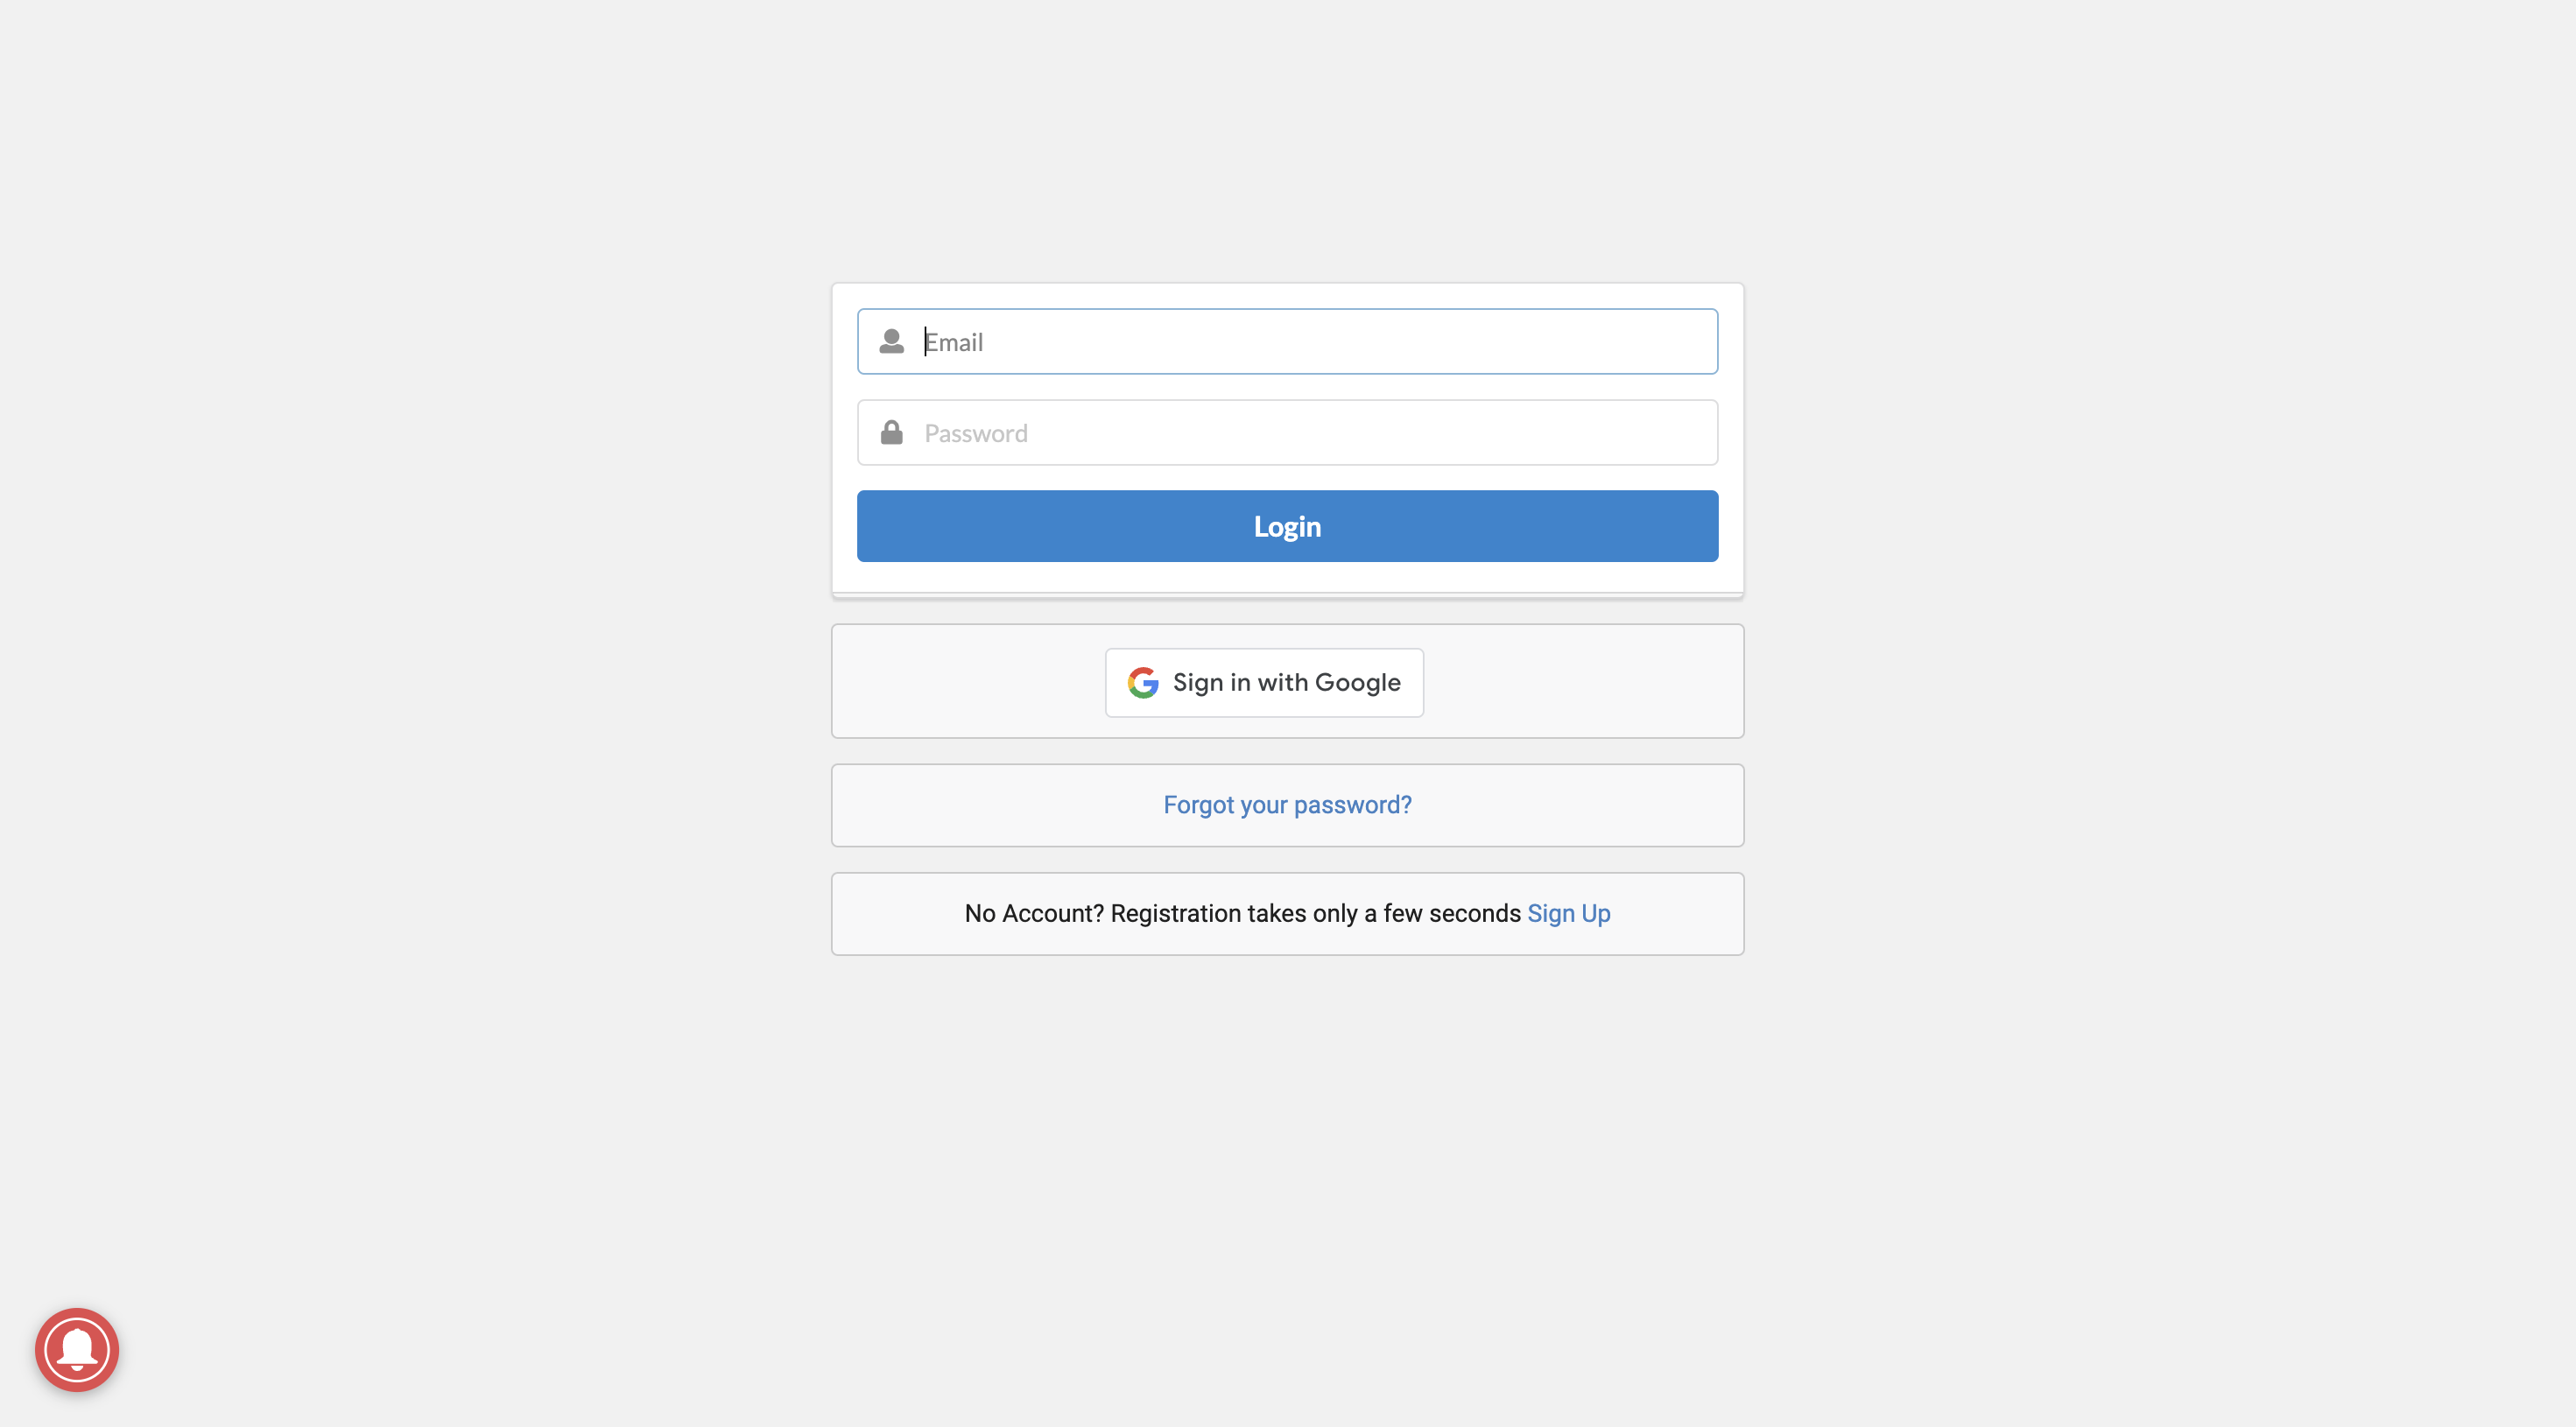 Email
Password
Login
Sign in with Google
Forgot your password?
No Account? Registration takes only a few seconds Sign Up